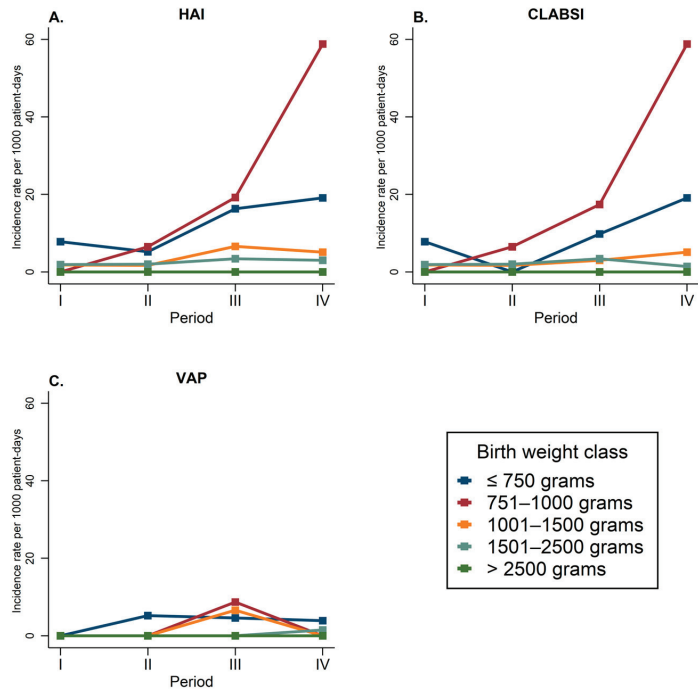 A.
HAI
Incidence rate per 1000 patient-days
60
40
20
0
I II III IV
Period
B.
CLABSI
Incidence rate per 1000 patient-days
60
40
20
0
I II III IV
Period
C.
VAP
Incidence rate per 1000 patient-days
60
40
20
0
I II III IV
Period
Birth weight class
≤ 750 grams
751–1000 grams
1001–1500 grams
1501–2500 grams
> 2500 grams